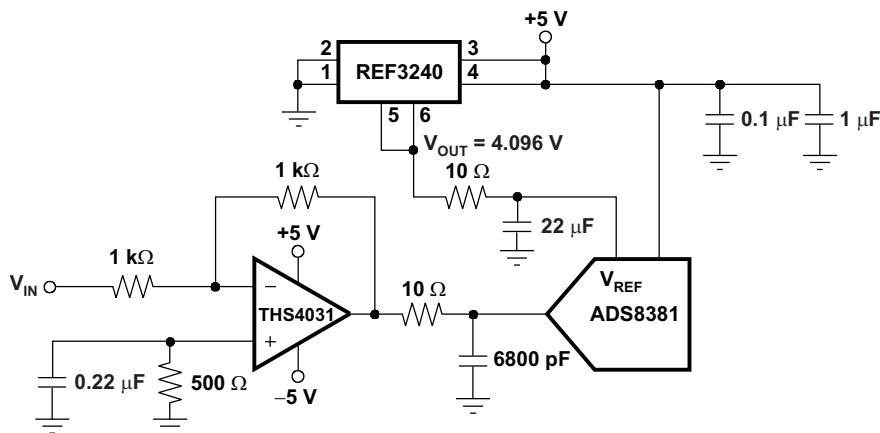 +5 V
2
3
REF3240
1
4
5
6
0.1 μF
1 μF
V_OUT = 4.096 V
1 kΩ
10 Ω
22 μF
+5 V
1 kΩ
V_IN
−
THS4031
+
10 Ω
V_REF
ADS8381
0.22 μF
500 Ω
−5 V
6800 pF